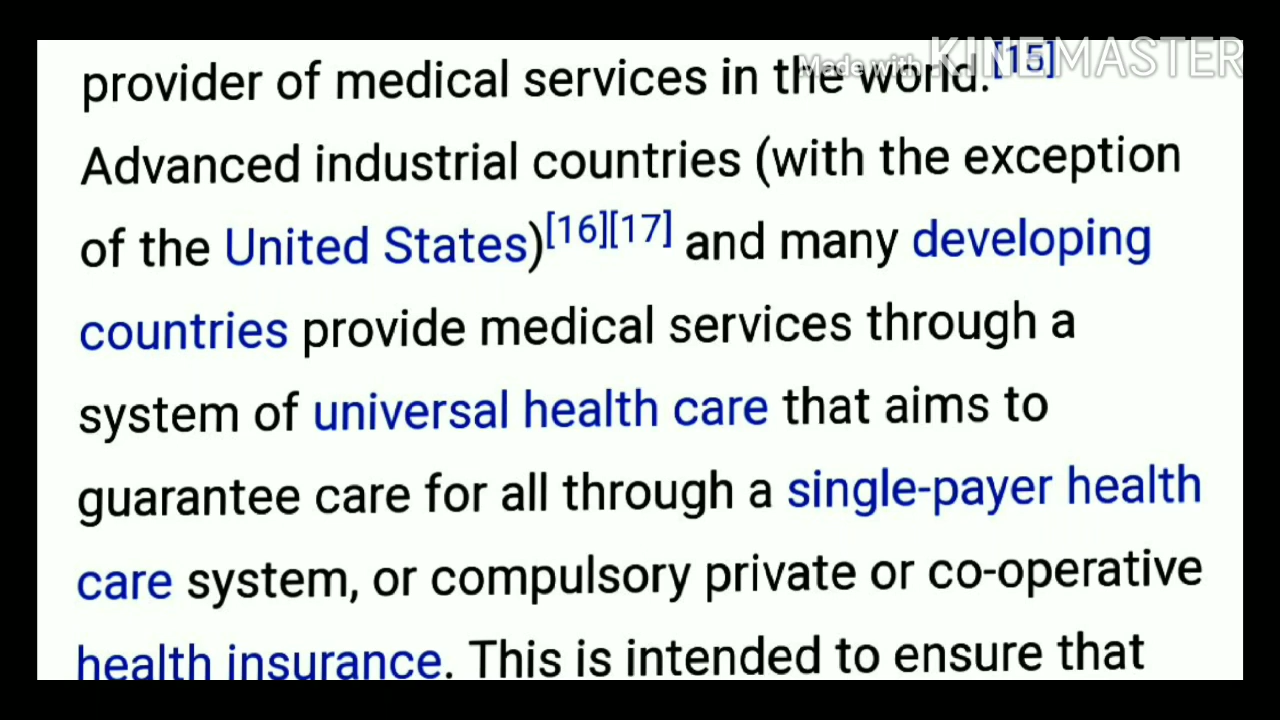 provider of medical services in the world.[15]
Made with KINEMASTER
Advanced industrial countries (with the exception
of the United States)[16][17] and many developing
countries provide medical services through a
system of universal health care that aims to
guarantee care for all through a single-payer health
care system, or compulsory private or co-operative
health insurance. This is intended to ensure that